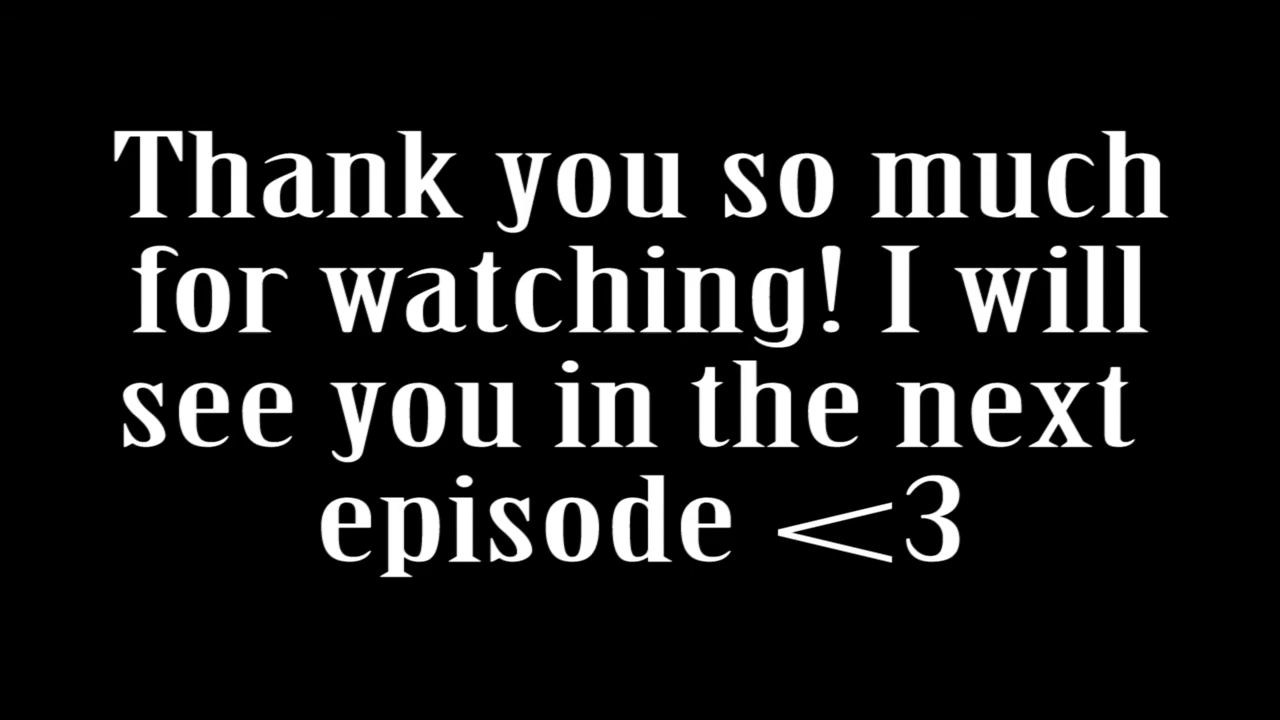 Thank you so much
for watching! I will
see you in the next
episode <3